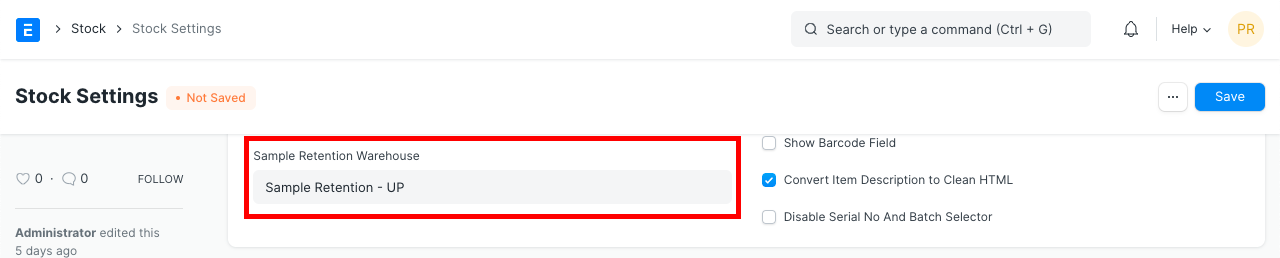 E Stock Stock Settings Search or type a command (Ctrl + G) Help PR
Stock Settings • Not Saved ... Save
Sample Retention Warehouse
Sample Retention - UP
Show Barcode Field
Convert Item Description to Clean HTML
Disable Serial No And Batch Selector
0 · 0 FOLLOW
Administrator edited this
5 days ago